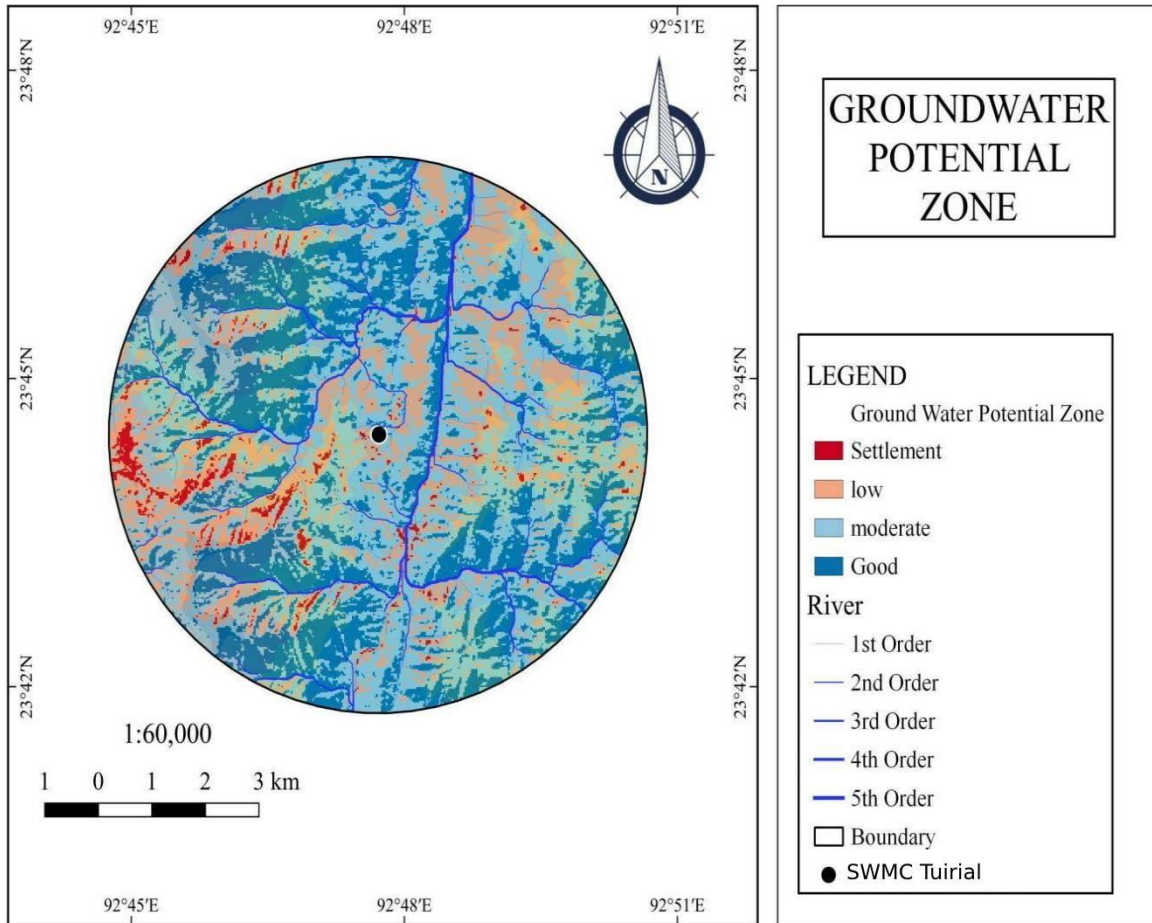 92°45'E
92°48'E
92°51'E
23°48'N
23°48'N
N
23°45'N
23°45'N
23°42'N
23°42'N
1:60,000
1 0 1 2 3 km
92°45'E
92°48'E
92°51'E
GROUNDWATER
POTENTIAL
ZONE
LEGEND
Ground Water Potential Zone
Settlement
low
moderate
Good
River
1st Order
2nd Order
3rd Order
4th Order
5th Order
Boundary
SWMC Tuirial